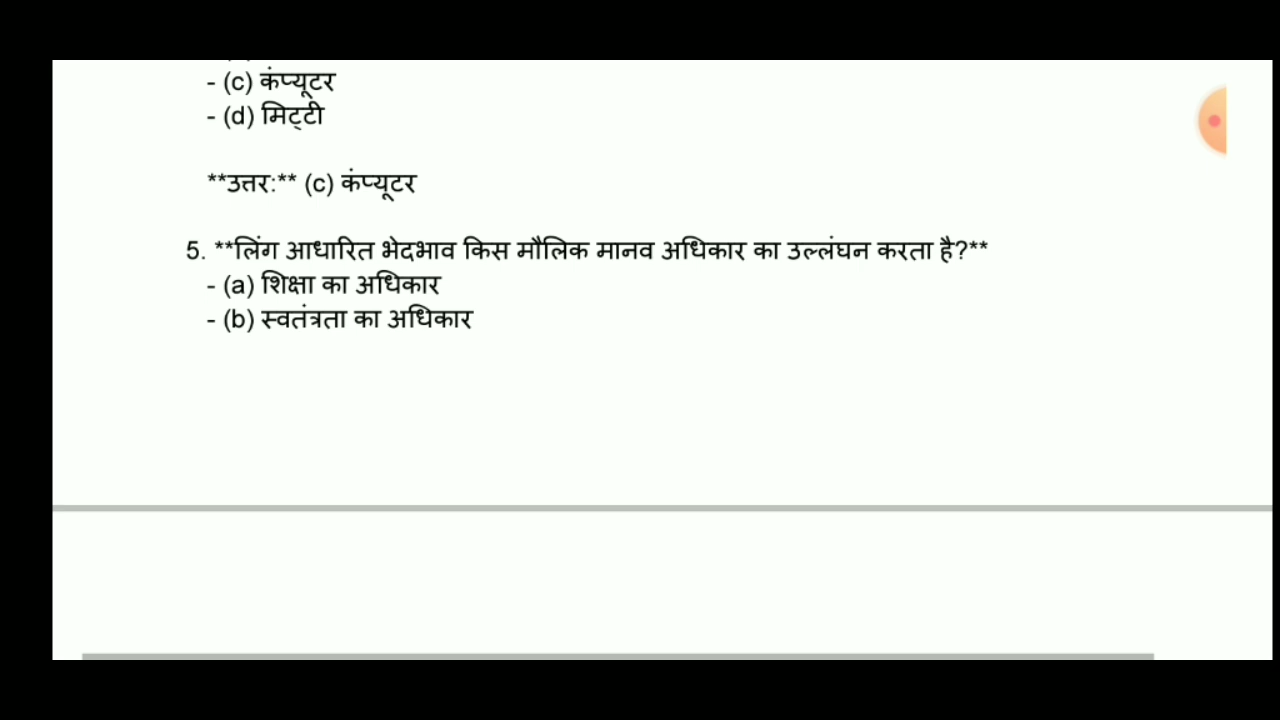 - (c) कंप्यूटर
- (d) मिट्टी
**उत्तर:** (c) कंप्यूटर
5. **लिंग आधारित भेदभाव किस मौलिक मानव अधिकार का उल्लंघन करता है?**
- (a) शिक्षा का अधिकार
- (b) स्वतंत्रता का अधिकार